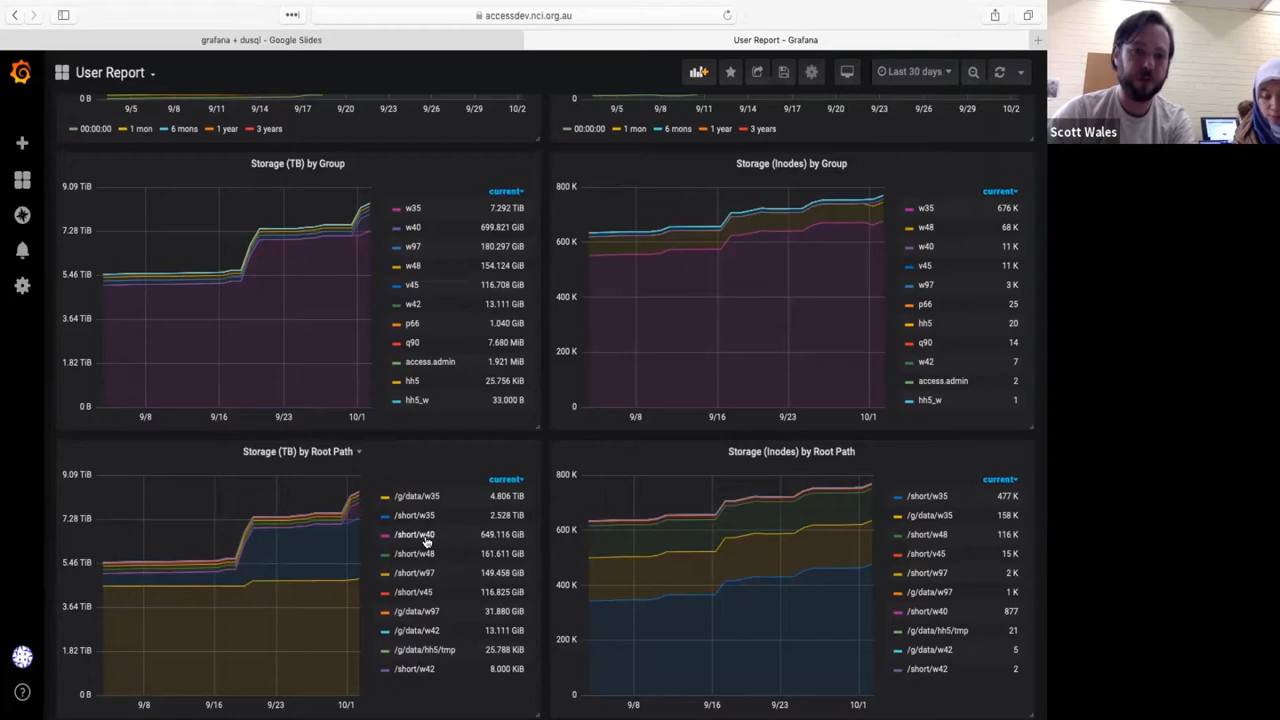 accessdev.nci.org.au
grafana + dusql - Google Slides
User Report - Grafana
User Report
Last 30 days
0 B
9/5 9/8 9/11 9/14 9/17 9/20 9/23 9/26 9/29 10/2
00:00:00 1 mon 6 mons 1 year 3 years
0
9/5 9/8 9/11 9/14 9/17 9/20 9/23 9/26 9/29 10/2
00:00:00 1 mon 6 mons 1 year 3 years
Scott Wales
Storage (TB) by Group
9.09 TiB
7.28 TiB
5.46 TiB
3.64 TiB
1.82 TiB
0 B
9/8 9/16 9/23 10/1
current
w35 7.292 TiB
w40 699.821 GiB
w97 180.297 GiB
w48 154.124 GiB
v45 116.708 GiB
w42 13.111 GiB
p66 1.040 GiB
q90 7.680 MiB
access.admin 1.921 MiB
hh5 25.756 KiB
hh5_w 33.000 B
Storage (Inodes) by Group
800 K
600 K
400 K
200 K
0
9/8 9/16 9/23 10/1
current
w35 676 K
w48 68 K
w40 11 K
v45 11 K
w97 3 K
p66 25
hh5 20
q90 14
w42 7
access.admin 2
hh5_w 1
Storage (TB) by Root Path
9.09 TiB
7.28 TiB
5.46 TiB
3.64 TiB
1.82 TiB
0 B
9/8 9/16 9/23 10/1
current
/g/data/w35 4.806 TiB
/short/w35 2.528 TiB
/short/w40 649.116 GiB
/short/w48 161.611 GiB
/short/w97 149.458 GiB
/short/v45 116.825 GiB
/g/data/w97 31.880 GiB
/g/data/w42 13.111 GiB
/g/data/hh5/tmp 25.788 KiB
/short/w42 8.000 KiB
Storage (Inodes) by Root Path
800 K
600 K
400 K
200 K
0
9/8 9/16 9/23 10/1
current
/short/w35 477 K
/g/data/w35 158 K
/short/w48 116 K
/short/v45 15 K
/short/w97 2 K
/g/data/w97 1 K
/short/w40 877
/g/data/hh5/tmp 21
/g/data/w42 5
/short/w42 2